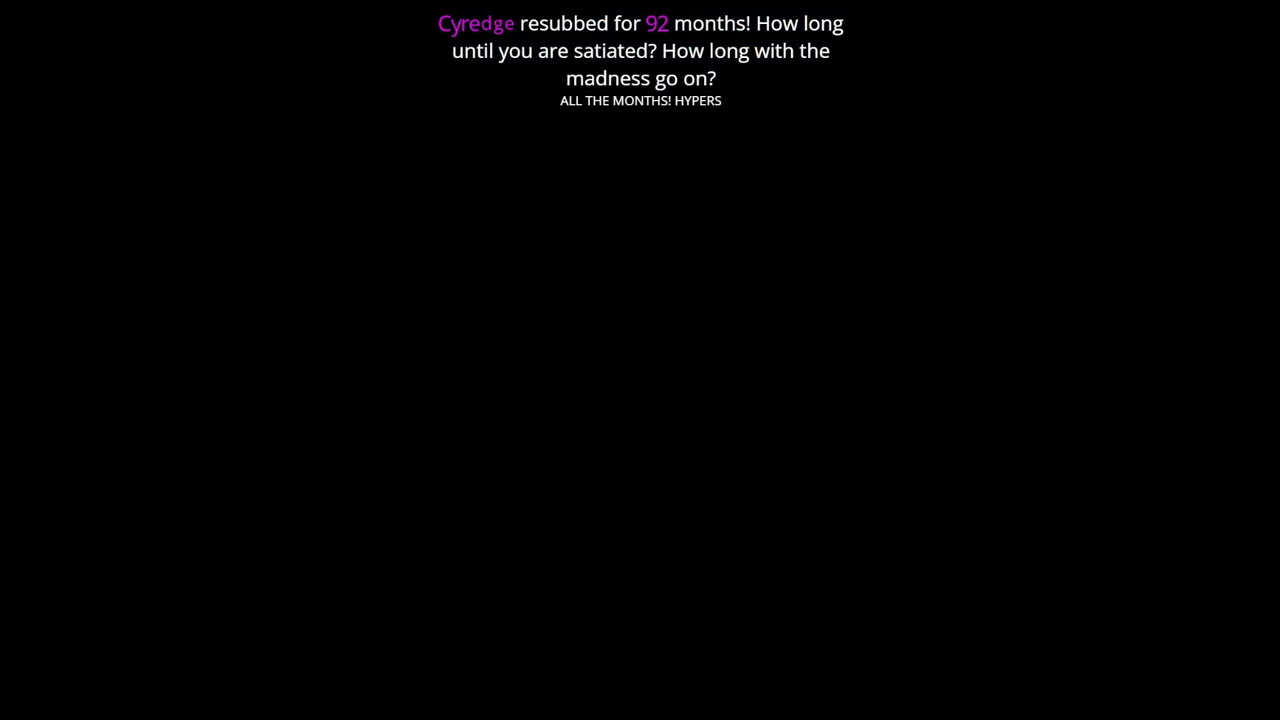 Cyredge resubbed for 92 months! How long
until you are satiated? How long with the
madness go on?
ALL THE MONTHS! HYPERS